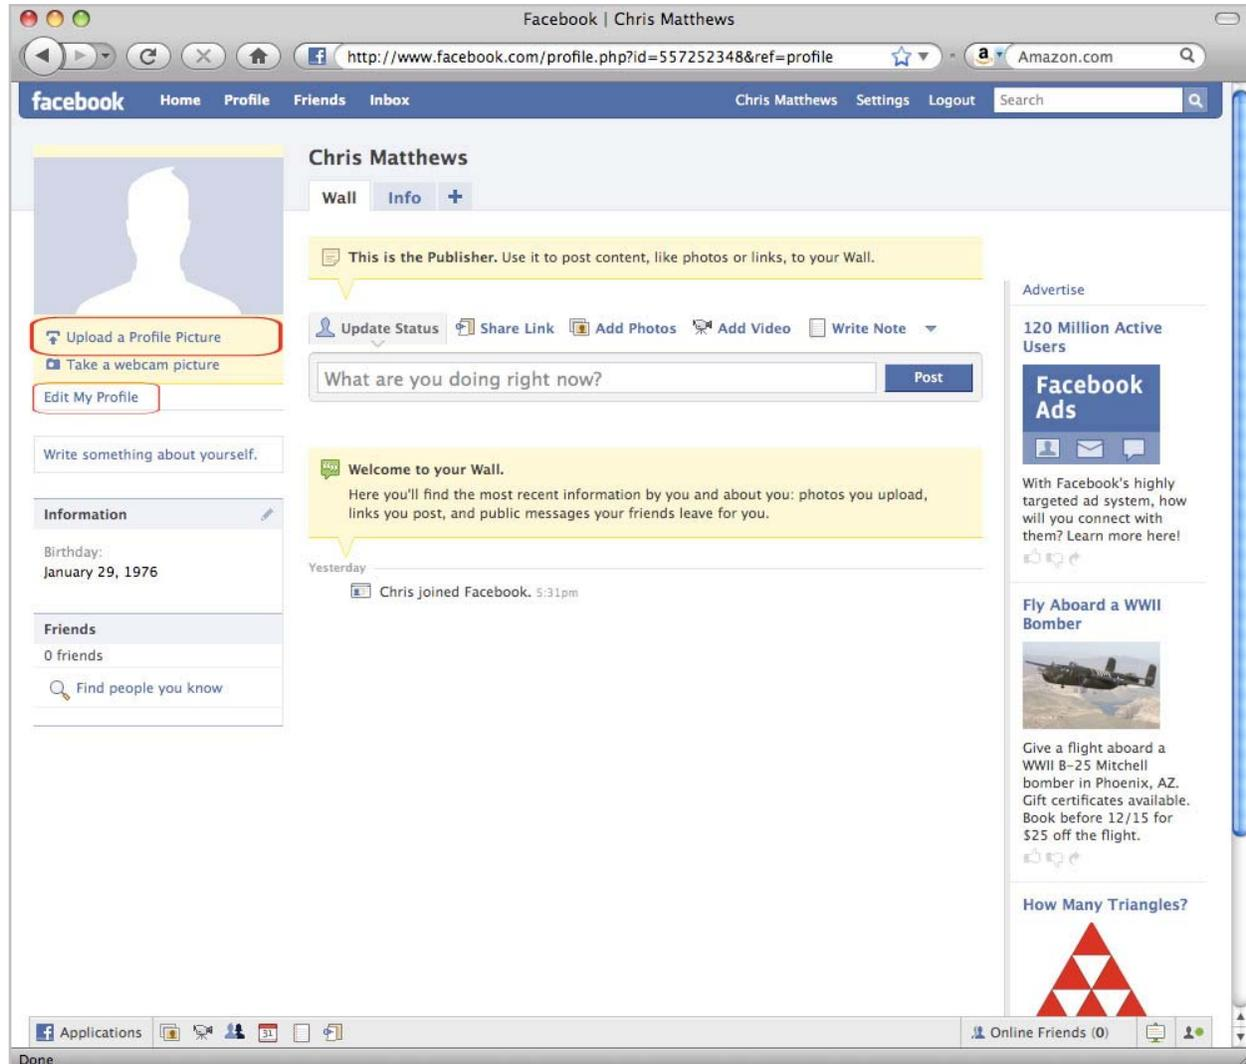 Facebook | Chris Matthews
http://www.facebook.com/profile.php?id=557252348&ref=profile
a
Amazon.com
facebook
Home
Profile
Friends
Inbox
Chris Matthews
Settings
Logout
Search
Upload a Profile Picture
Take a webcam picture
Edit My Profile
Write something about yourself.
Information
Birthday:
January 29, 1976
Friends
0 friends
Find people you know
Chris Matthews
Wall
Info
+
This is the Publisher. Use it to post content, like photos or links, to your Wall.
Update Status
Share Link
Add Photos
Add Video
Write Note
What are you doing right now?
Post
Welcome to your Wall.
Here you'll find the most recent information by you and about you: photos you upload,
links you post, and public messages your friends leave for you.
Yesterday
Chris joined Facebook. 5:31pm
Advertise
120 Million Active
Users
Facebook
Ads
With Facebook's highly
targeted ad system, how
will you connect with
them? Learn more here!
Fly Aboard a WWII
Bomber
Give a flight aboard a
WWII B-25 Mitchell
bomber in Phoenix, AZ.
Gift certificates available.
Book before 12/15 for
$25 off the flight.
How Many Triangles?
Applications
31
Online Friends (0)
Done